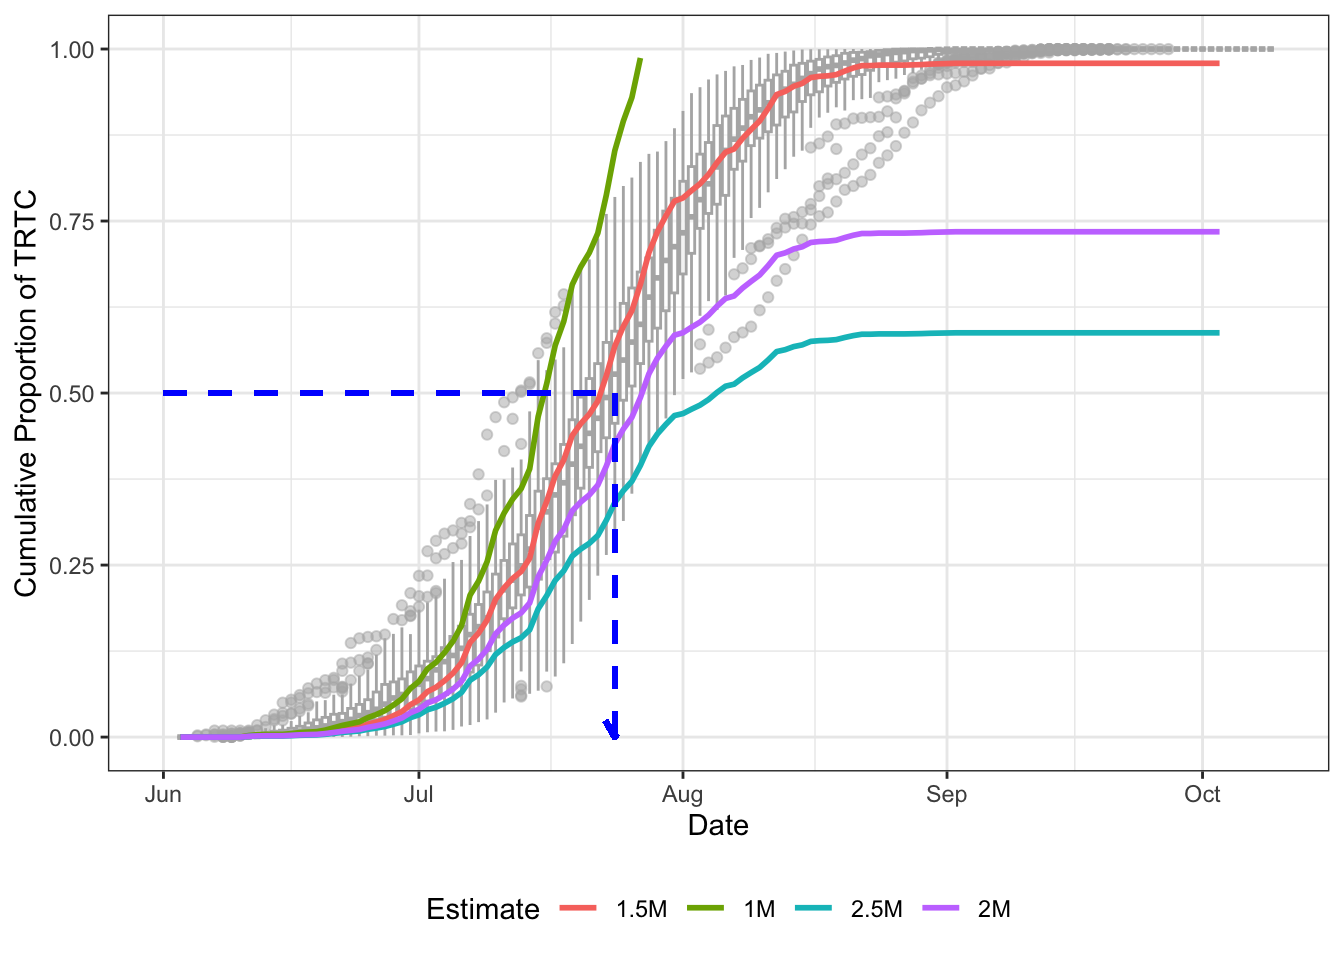 Cumulative Proportion of TRTC
1.00
0.75
0.50
0.25
0.00
Jun Jul Aug Sep Oct
Date
Estimate 1.5M 1M 2.5M 2M